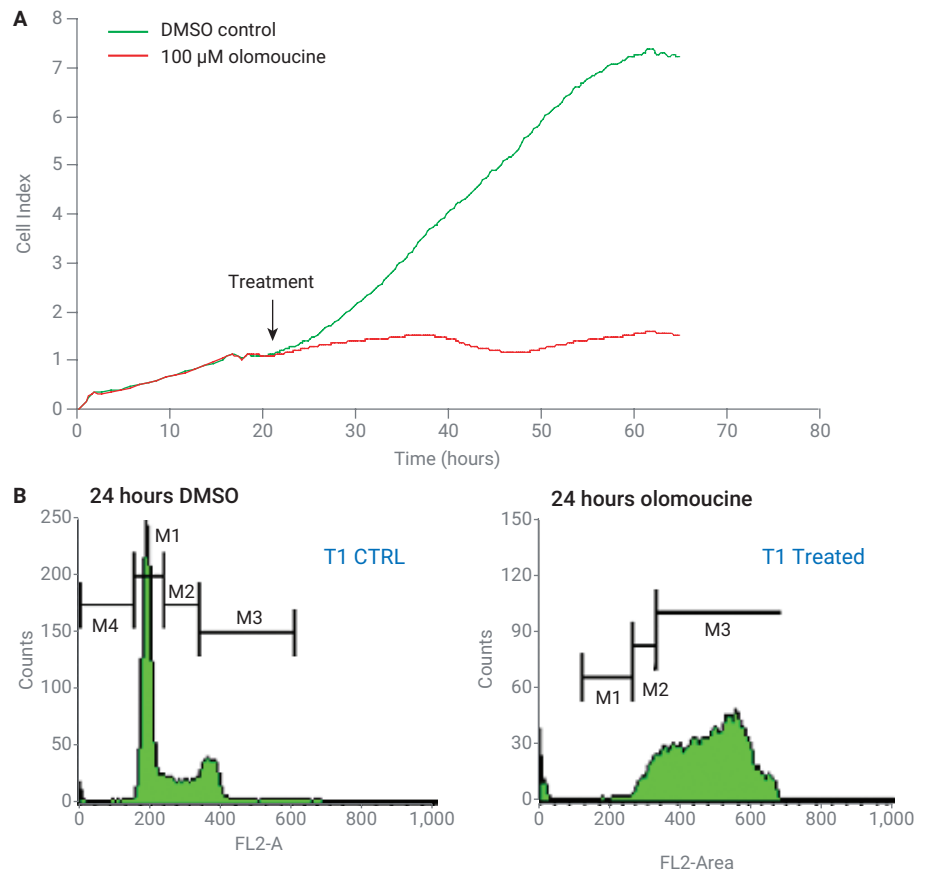 A
8
7
6
5
4
3
2
1
0
Cell Index
DMSO control
100 µM olomoucine
Treatment
0 10 20 30 40 50 60 70 80
Time (hours)
B
24 hours DMSO
250
200
150
100
50
0
Counts
M1
M2
M3
M4
T1 CTRL
0 200 400 600 800 1,000
FL2-A
24 hours olomoucine
150
120
90
60
30
0
Counts
T1 Treated
M3
M1
M2
0 200 400 600 800 1,000
FL2-Area